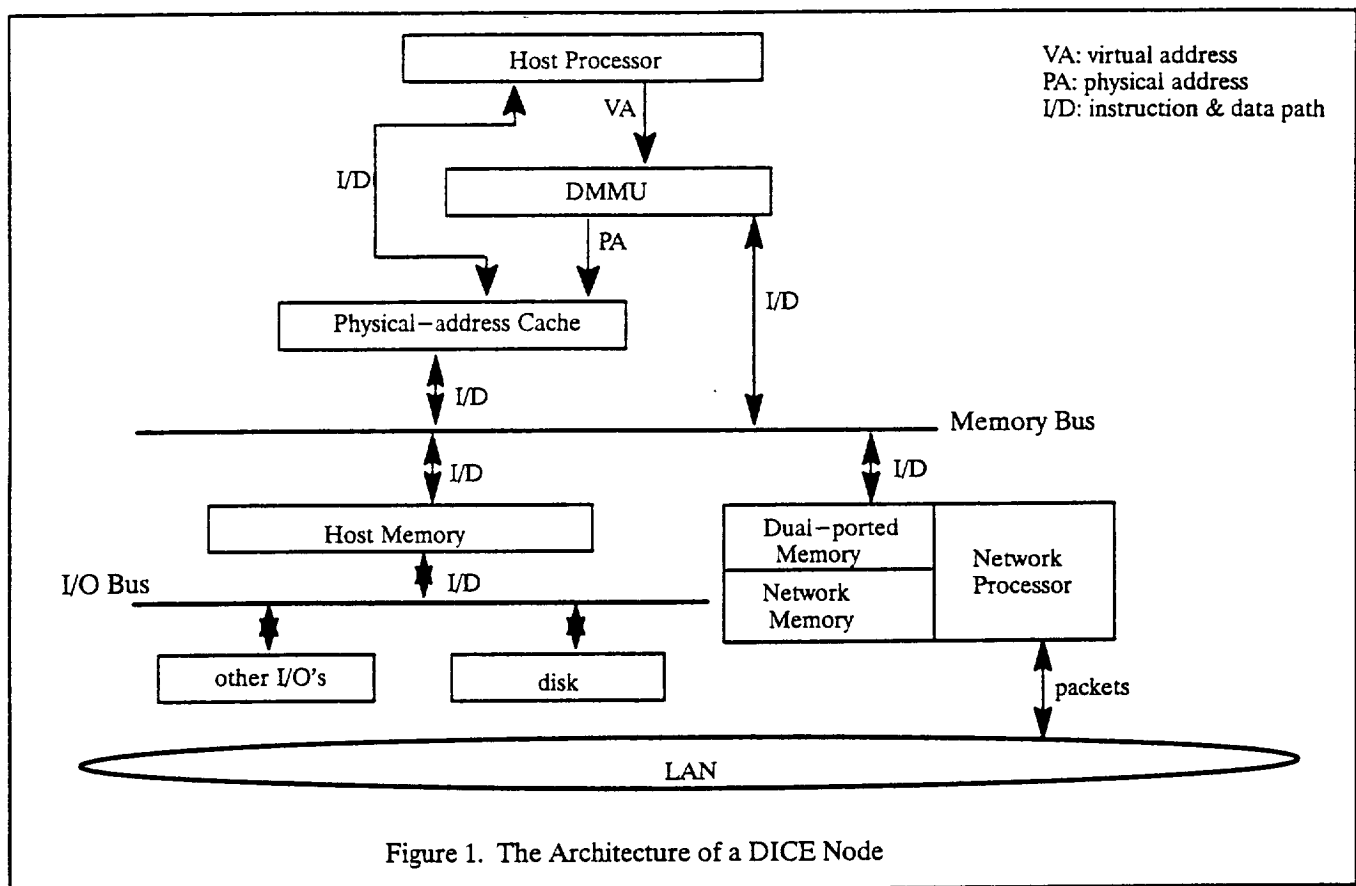 Host Processor
VA: virtual address
PA: physical address
I/D: instruction & data path
VA
I/D
DMMU
PA
I/D
Physical-address Cache
I/D
Memory Bus
I/D
I/D
Host Memory
Dual-ported
Memory
Network
Processor
I/O Bus
I/D
Network
Memory
other I/O's
disk
packets
LAN
Figure 1. The Architecture of a DICE Node